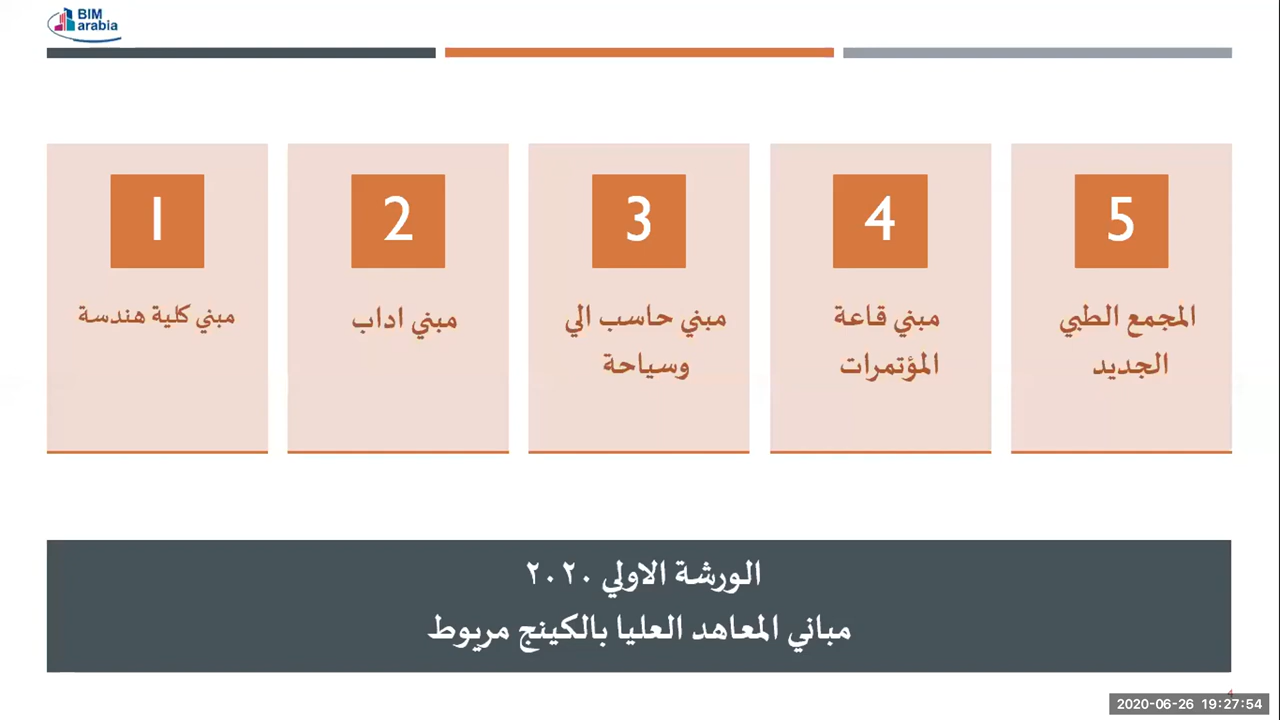 BIM
arabia
1
مبني كلية هندسة
2
مبني اداب
3
مبني حاسب الي
وسياحة
4
مبني قاعة
المؤتمرات
5
المجمع الطبي
الجديد
الورشة الاولي ٢٠٢٠
مباني المعاهد العليا بالكينج مريوط
4
2020-06-26 19:27:54